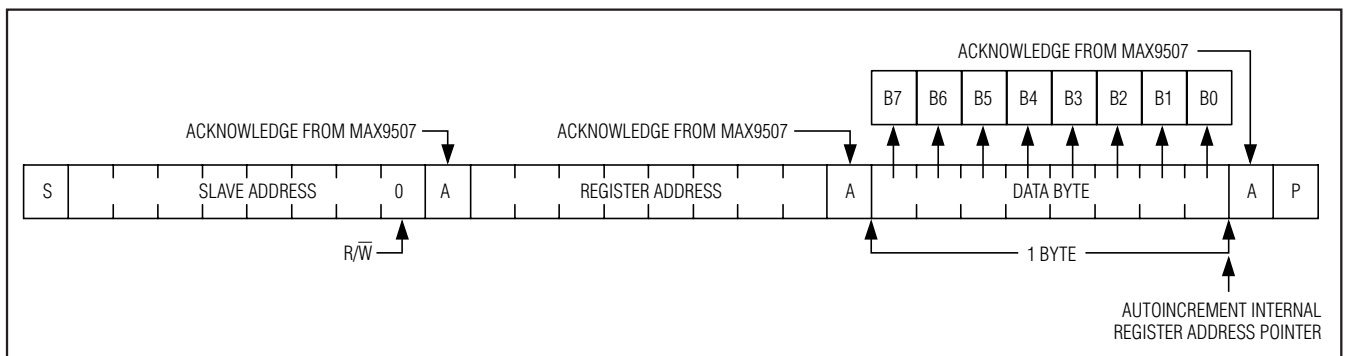 ACKNOWLEDGE FROM MAX9507
B7 B6 B5 B4 B3 B2 B1 B0
ACKNOWLEDGE FROM MAX9507 ACKNOWLEDGE FROM MAX9507
S SLAVE ADDRESS 0 A REGISTER ADDRESS A DATA BYTE A P
R/W̅ 1 BYTE
AUTOINCREMENT INTERNAL
REGISTER ADDRESS POINTER